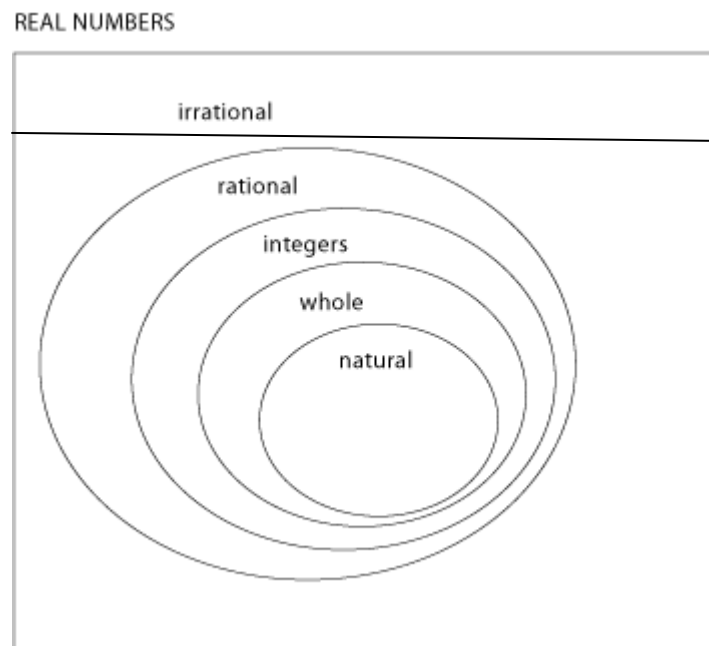 REAL NUMBERS
irrational
rational
integers
whole
natural